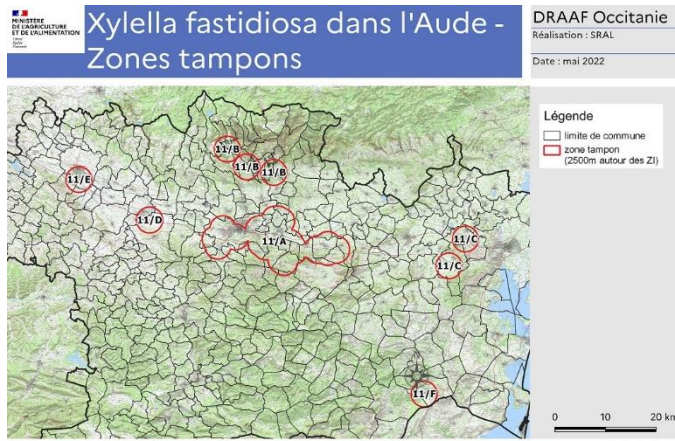 MINISTÈRE
DE L'AGRICULTURE
ET DE L'ALIMENTATION
Xylella fastidiosa dans l'Aude -
Zones tampons
DRAAF Occitanie
Réalisation : SRAL
Date : mai 2022
Légende
limite de commune
zone tampon
(2500m autour des ZI)
11/B
11/B
11/B
11/E
11/D
11/A
11/C
11/C
11/F
0 10 20 km